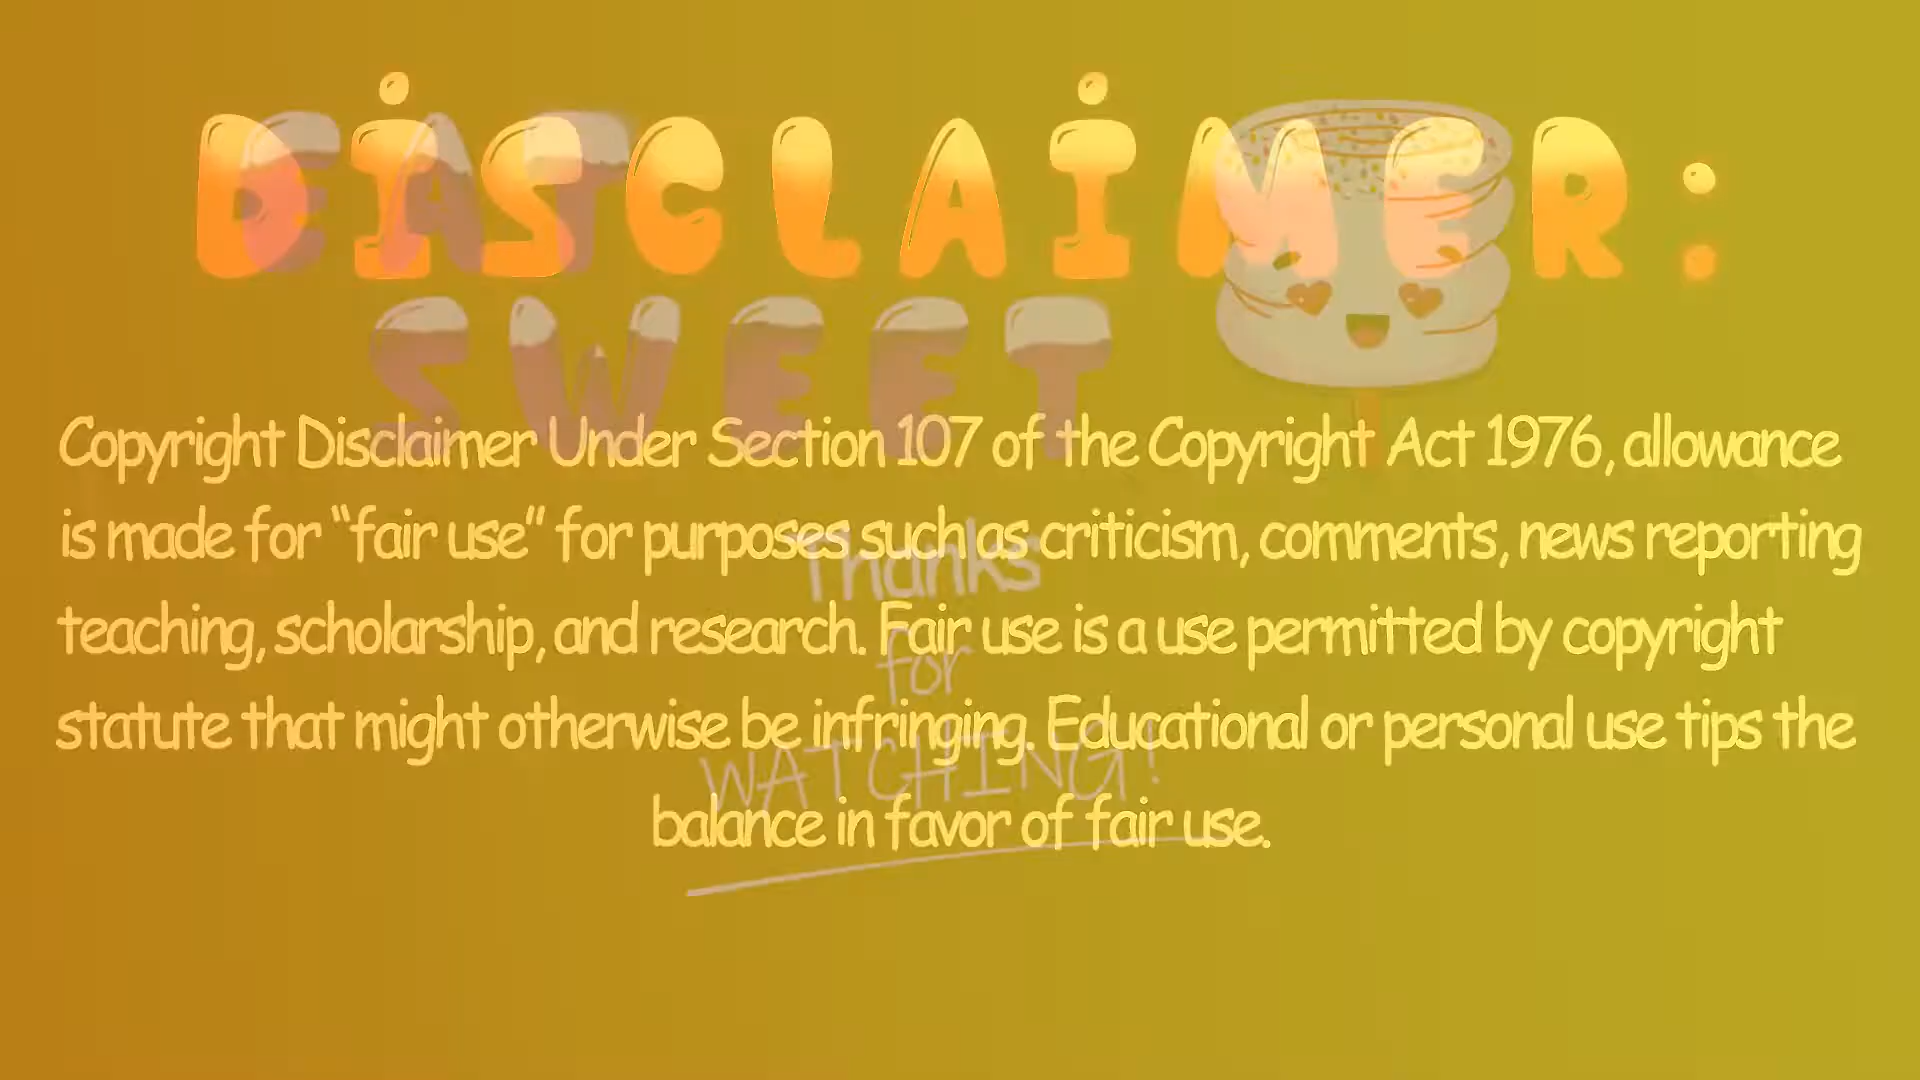 DISCLAIMER:
EAT
SWEET
Copyright Disclaimer Under Section 107 of the Copyright Act 1976, allowance
is made for “fair use” for purposes such as criticism, comments, news reporting
teaching, scholarship, and research. Fair use is a use permitted by copyright
statute that might otherwise be infringing. Educational or personal use tips the
balance in favor of fair use.
Thanks
for
WATCHING!